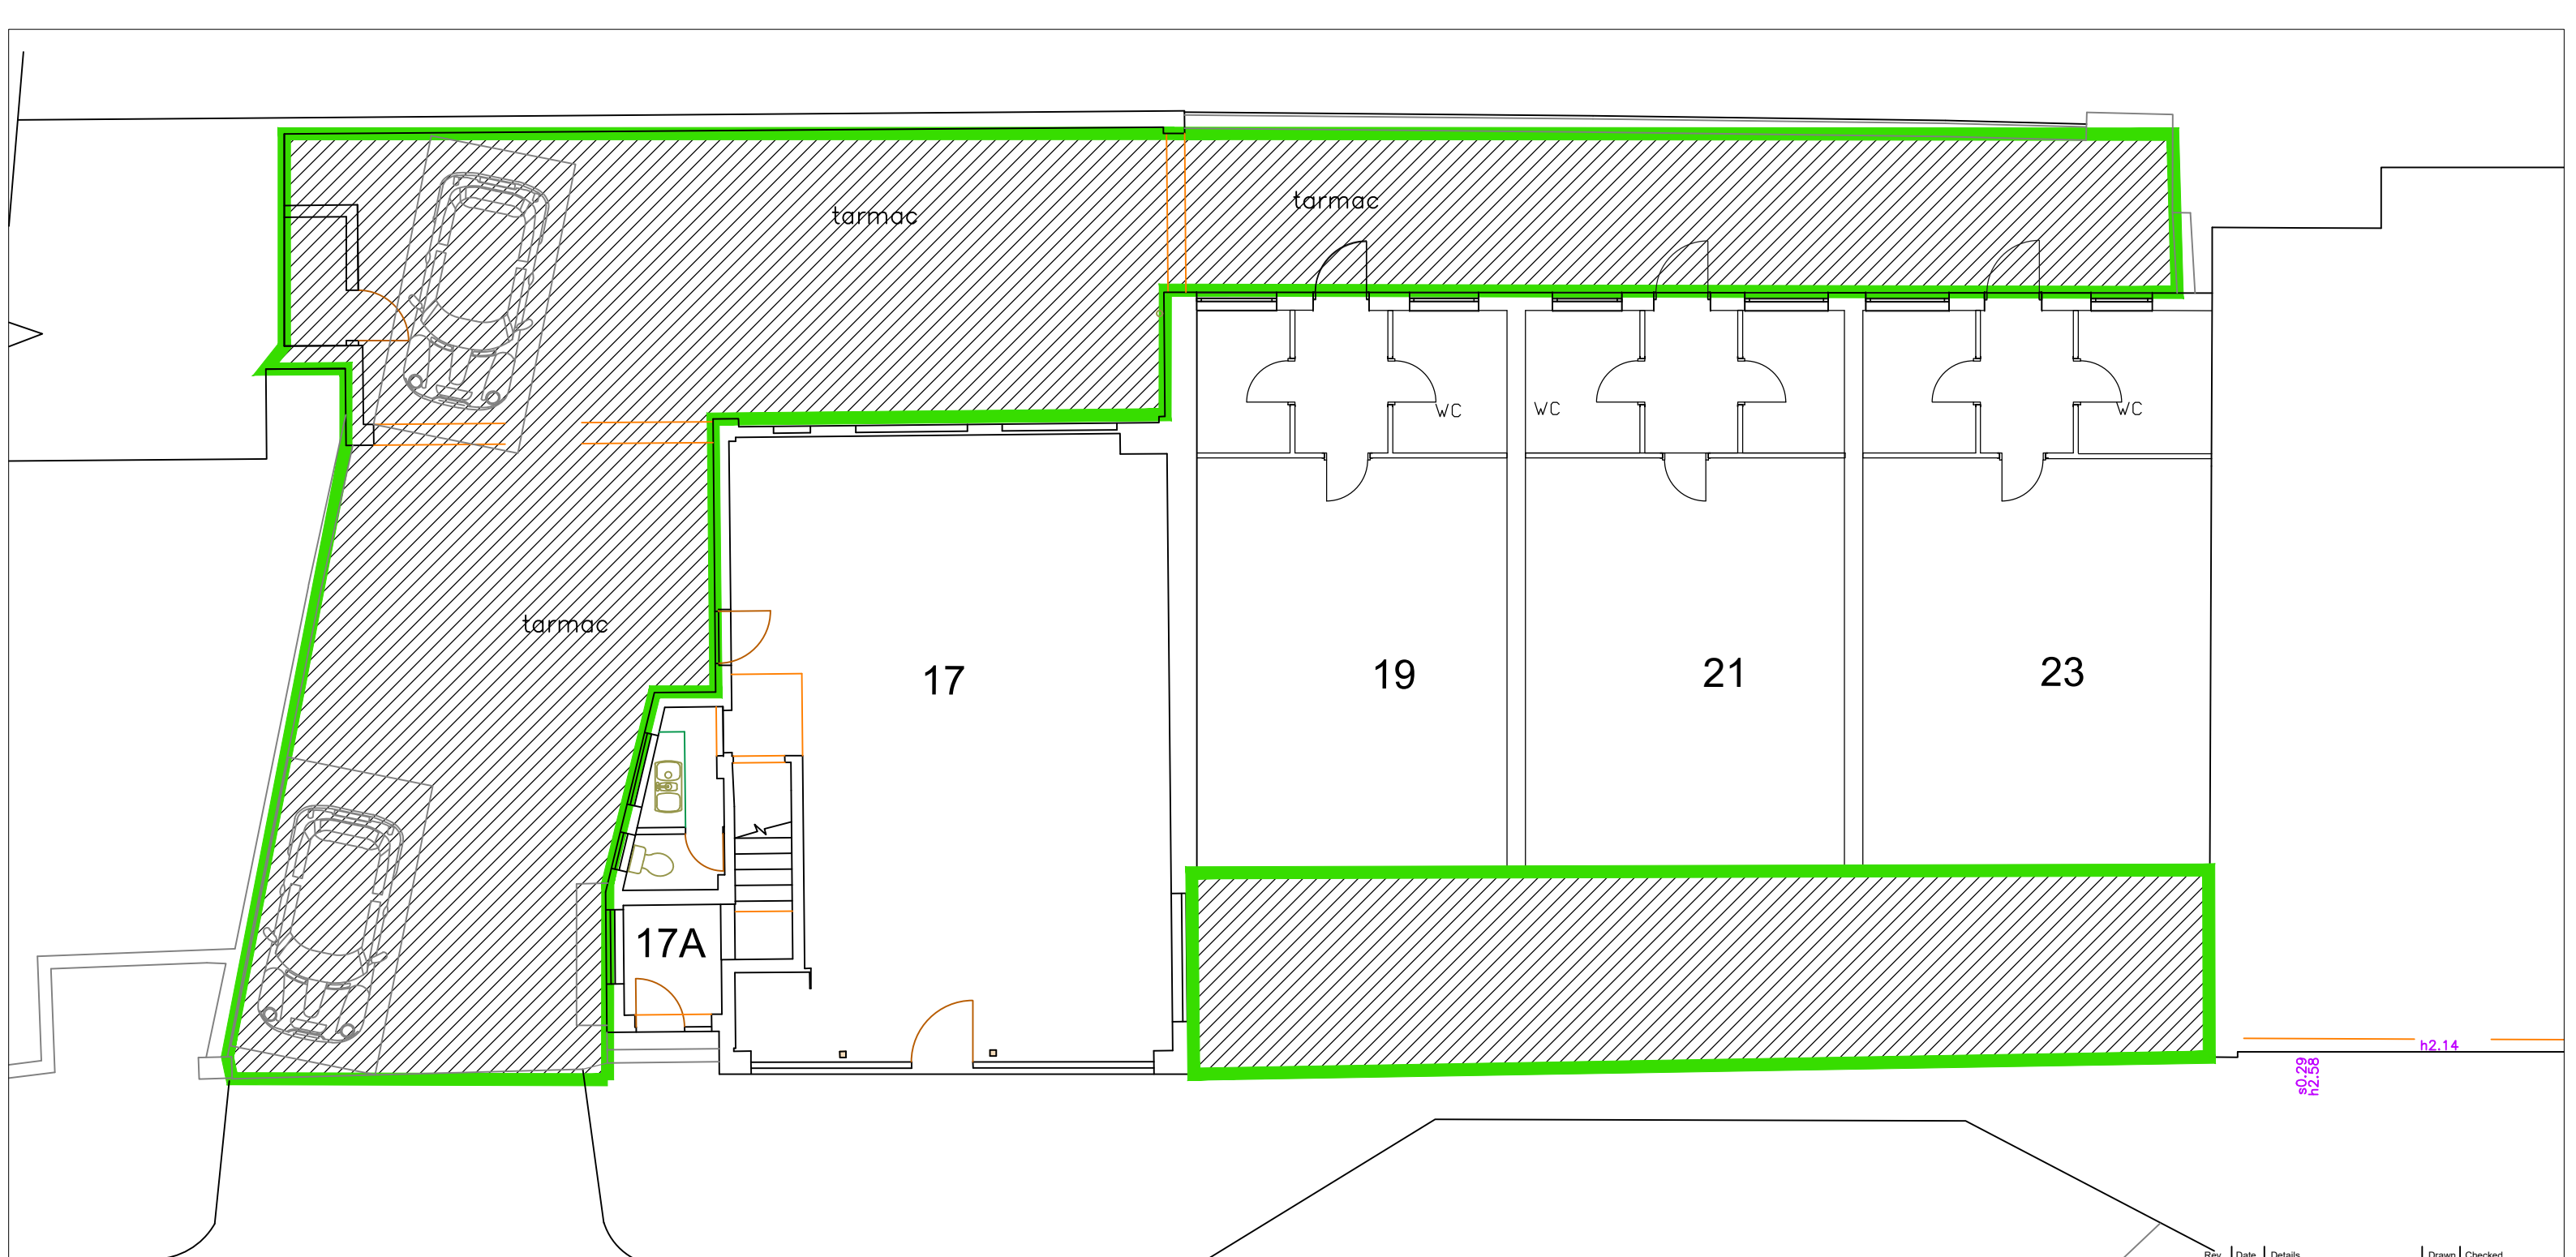 tarmac
tarmac
WC
WC
WC
tarmac
17
19
21
23
17A
h2.14
s0.29
h2.58
Rev
Date
Details
Drawn
Checked